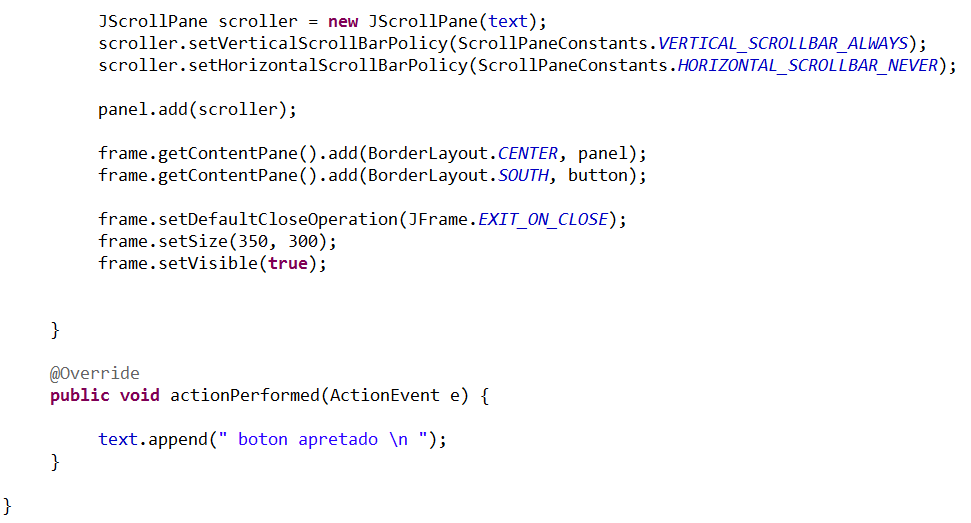 JScrollPane scroller = new JScrollPane(text);
scroller.setVerticalScrollBarPolicy(ScrollPaneConstants.VERTICAL_SCROLLBAR_ALWAYS);
scroller.setHorizontalScrollBarPolicy(ScrollPaneConstants.HORIZONTAL_SCROLLBAR_NEVER);
panel.add(scroller);
frame.getContentPane().add(BorderLayout.CENTER, panel);
frame.getContentPane().add(BorderLayout.SOUTH, button);
frame.setDefaultCloseOperation(JFrame.EXIT_ON_CLOSE);
frame.setSize(350, 300);
frame.setVisible(true);
}
@Override
public void actionPerformed(ActionEvent e) {
text.append(" boton apretado \n ");
}
}